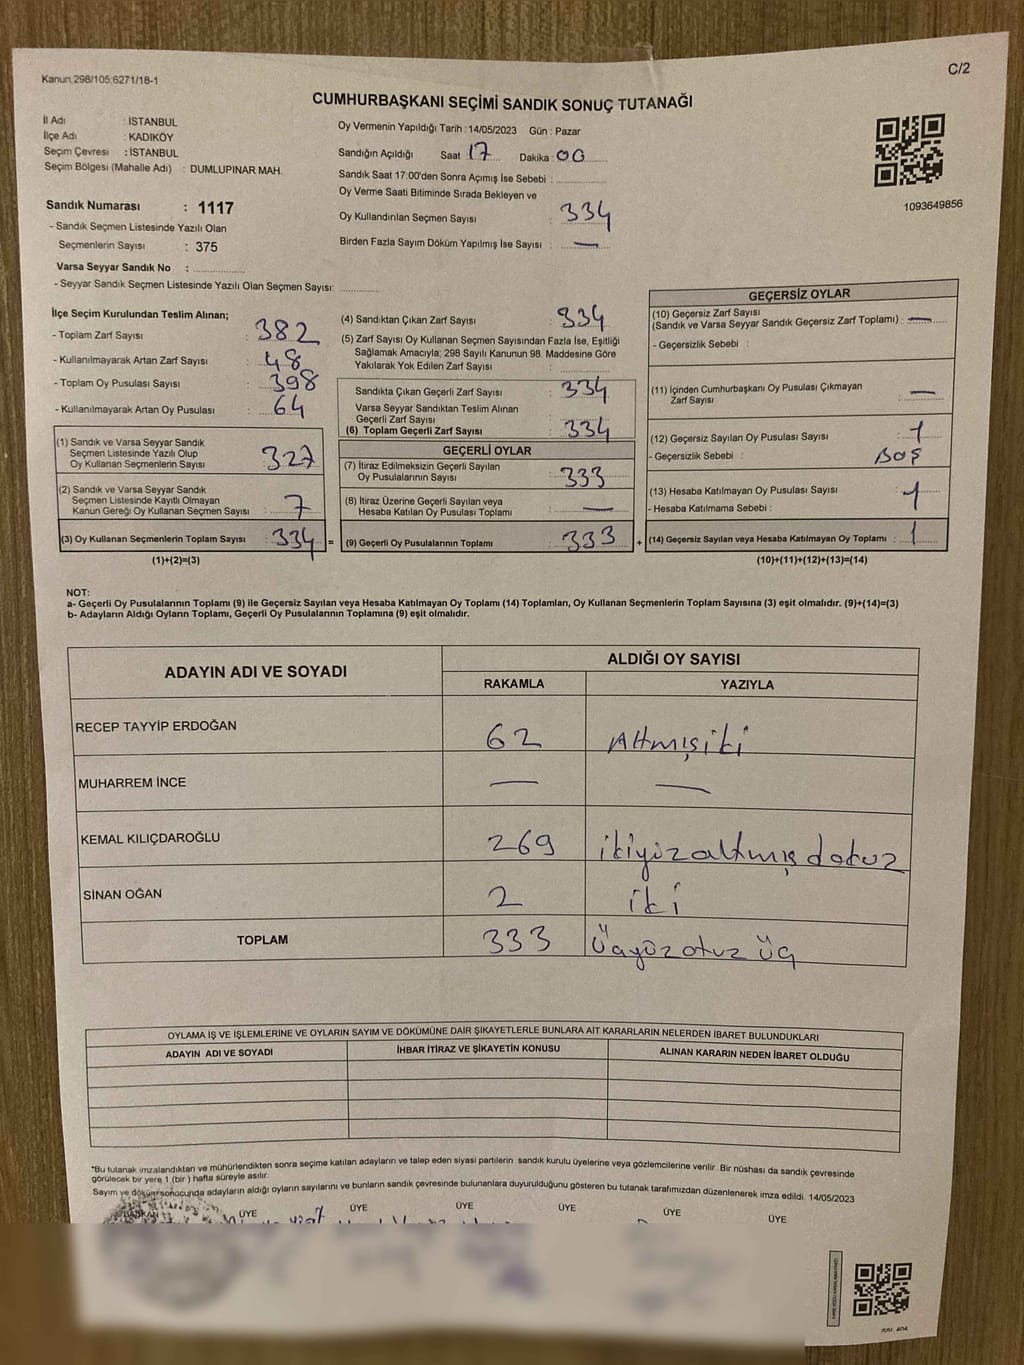 Kanun,298/105;6271/18-1
C/2
CUMHURBAŞKANI SEÇİMİ SANDIK SONUÇ TUTANAĞI
İl Adı : İSTANBUL
İlçe Adı : KADIKÖY
Seçim Çevresi : İSTANBUL
Seçim Bölgesi (Mahalle Adı) : DUMLUPINAR MAH.
Sandık Numarası : 1117
- Sandık Seçmen Listesinde Yazılı Olan
Seçmenlerin Sayısı : 375
Varsa Seyyar Sandık No :
- Seyyar Sandık Seçmen Listesinde Yazılı Olan Seçmen Sayısı:
Oy Vermenin Yapıldığı Tarih : 14/05/2023 Gün : Pazar
Sandığın Açıldığı Saat 17 Dakika 00
Sandık Saat 17:00'den Sonra Açımış İse Sebebi :
Oy Verme Saati Bitiminde Sırada Bekleyen ve
Oy Kullandırılan Seçmen Sayısı : 334
Birden Fazla Sayım Döküm Yapılmış İse Sayısı : —
1093649856
İlçe Seçim Kurulundan Teslim Alınan;
- Toplam Zarf Sayısı : 382
- Kullanılmayarak Artan Zarf Sayısı : 48
- Toplam Oy Pusulası Sayısı : 398
- Kullanılmayarak Artan Oy Pusulası : 64
(1) Sandık ve Varsa Seyyar Sandık
Seçmen Listesinde Yazılı Olup
Oy Kullanan Seçmenlerin Sayısı : 327
(2) Sandık ve Varsa Seyyar Sandık
Seçmen Listesinde Kayıtlı Olmayan
Kanun Gereği Oy Kullanan Seçmen Sayısı : 7
(3) Oy Kullanan Seçmenlerin Toplam Sayısı : 334 =
(1)+(2)=(3)
(4) Sandıktan Çıkan Zarf Sayısı : 334
(5) Zarf Sayısı Oy Kullanan Seçmen Sayısından Fazla İse, Eşitliği
Sağlamak Amacıyla; 298 Sayılı Kanunun 98. Maddesine Göre
Yakılarak Yok Edilen Zarf Sayısı :
Sandıkta Çıkan Geçerli Zarf Sayısı : 334
Varsa Seyyar Sandıktan Teslim Alınan
Geçerli Zarf Sayısı :
(6) Toplam Geçerli Zarf Sayısı : 334
GEÇERLİ OYLAR
(7) İtiraz Edilmeksizin Geçerli Sayılan
Oy Pusulalarının Sayısı : 333
(8) İtiraz Üzerine Geçerli Sayılan veya
Hesaba Katılan Oy Pusulası Toplamı : —
(9) Geçerli Oy Pusulalarının Toplamı : 333 +
GEÇERSİZ OYLAR
(10) Geçersiz Zarf Sayısı
(Sandık ve Varsa Seyyar Sandık Geçersiz Zarf Toplamı) : —
- Geçersizlik Sebebi :
(11) İçinden Cumhurbaşkanı Oy Pusulası Çıkmayan
Zarf Sayısı : —
(12) Geçersiz Sayılan Oy Pusulası Sayısı : 1
- Geçersizlik Sebebi : BOŞ
(13) Hesaba Katılmayan Oy Pusulası Sayısı : 1
- Hesaba Katılmama Sebebi :
(14) Geçersiz Sayılan veya Hesaba Katılmayan Oy Toplamı : 1
(10)+(11)+(12)+(13)=(14)
NOT:
a- Geçerli Oy Pusulalarının Toplamı (9) ile Geçersiz Sayılan veya Hesaba Katılmayan Oy Toplamı (14) Toplamları, Oy Kullanan Seçmenlerin Toplam Sayısına (3) eşit olmalıdır. (9)+(14)=(3)
b- Adayların Aldığı Oyların Toplamı, Geçerli Oy Pusulalarının Toplamına (9) eşit olmalıdır.
ADAYIN ADI VE SOYADI ALDIĞI OY SAYISI
RAKAMLA YAZIYLA
RECEP TAYYİP ERDOĞAN 62 Altmışiki
MUHARREM İNCE — —
KEMAL KILIÇDAROĞLU 269 ikiyüzaltmışdokuz
SİNAN OĞAN 2 iki
TOPLAM 333 Üçyüzotuz üç
OYLAMA İŞ VE İŞLEMLERİNE VE OYLARIN SAYIM VE DÖKÜMÜNE DAİR ŞİKAYETLERLE BUNLARA AİT KARARLARIN NELERDEN İBARET BULUNDUKLARI
ADAYIN ADI VE SOYADI İHBAR İTİRAZ VE ŞİKAYETİN KONUSU ALINAN KARARIN NEDEN İBARET OLDUĞU
*Bu tutanak imzalandıktan ve mühürlendikten sonra seçime katılan adayların ve talep eden siyasi partilerin sandık kurulu üyelerine veya gözlemcilerine verilir. Bir nüshası da sandık çevresinde
görülecek bir yere 1 (bir) hafta süreyle asılır.
Sayım ve döküm sonucunda adayların aldığı oyların sayılarını ve bunların sandık çevresinde bulunanlara duyurulduğunu gösteren bu tutanak tarafımızdan düzenlenerek imza edildi. 14/05/2023
BAŞKAN ÜYE ÜYE ÜYE ÜYE ÜYE ÜYE